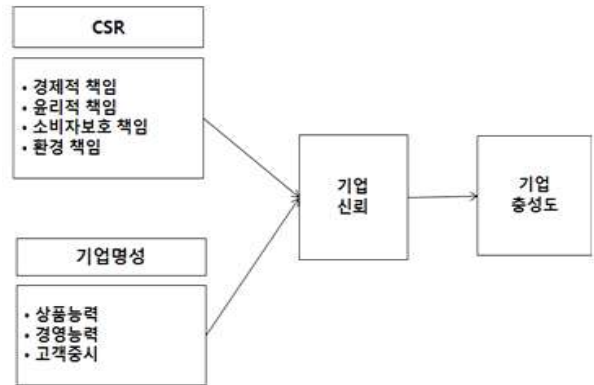 CSR
• 경제적 책임
• 윤리적 책임
• 소비자보호 책임
• 환경 책임
기업
신뢰
기업
충성도
기업명성
• 상품능력
• 경영능력
• 고객중시